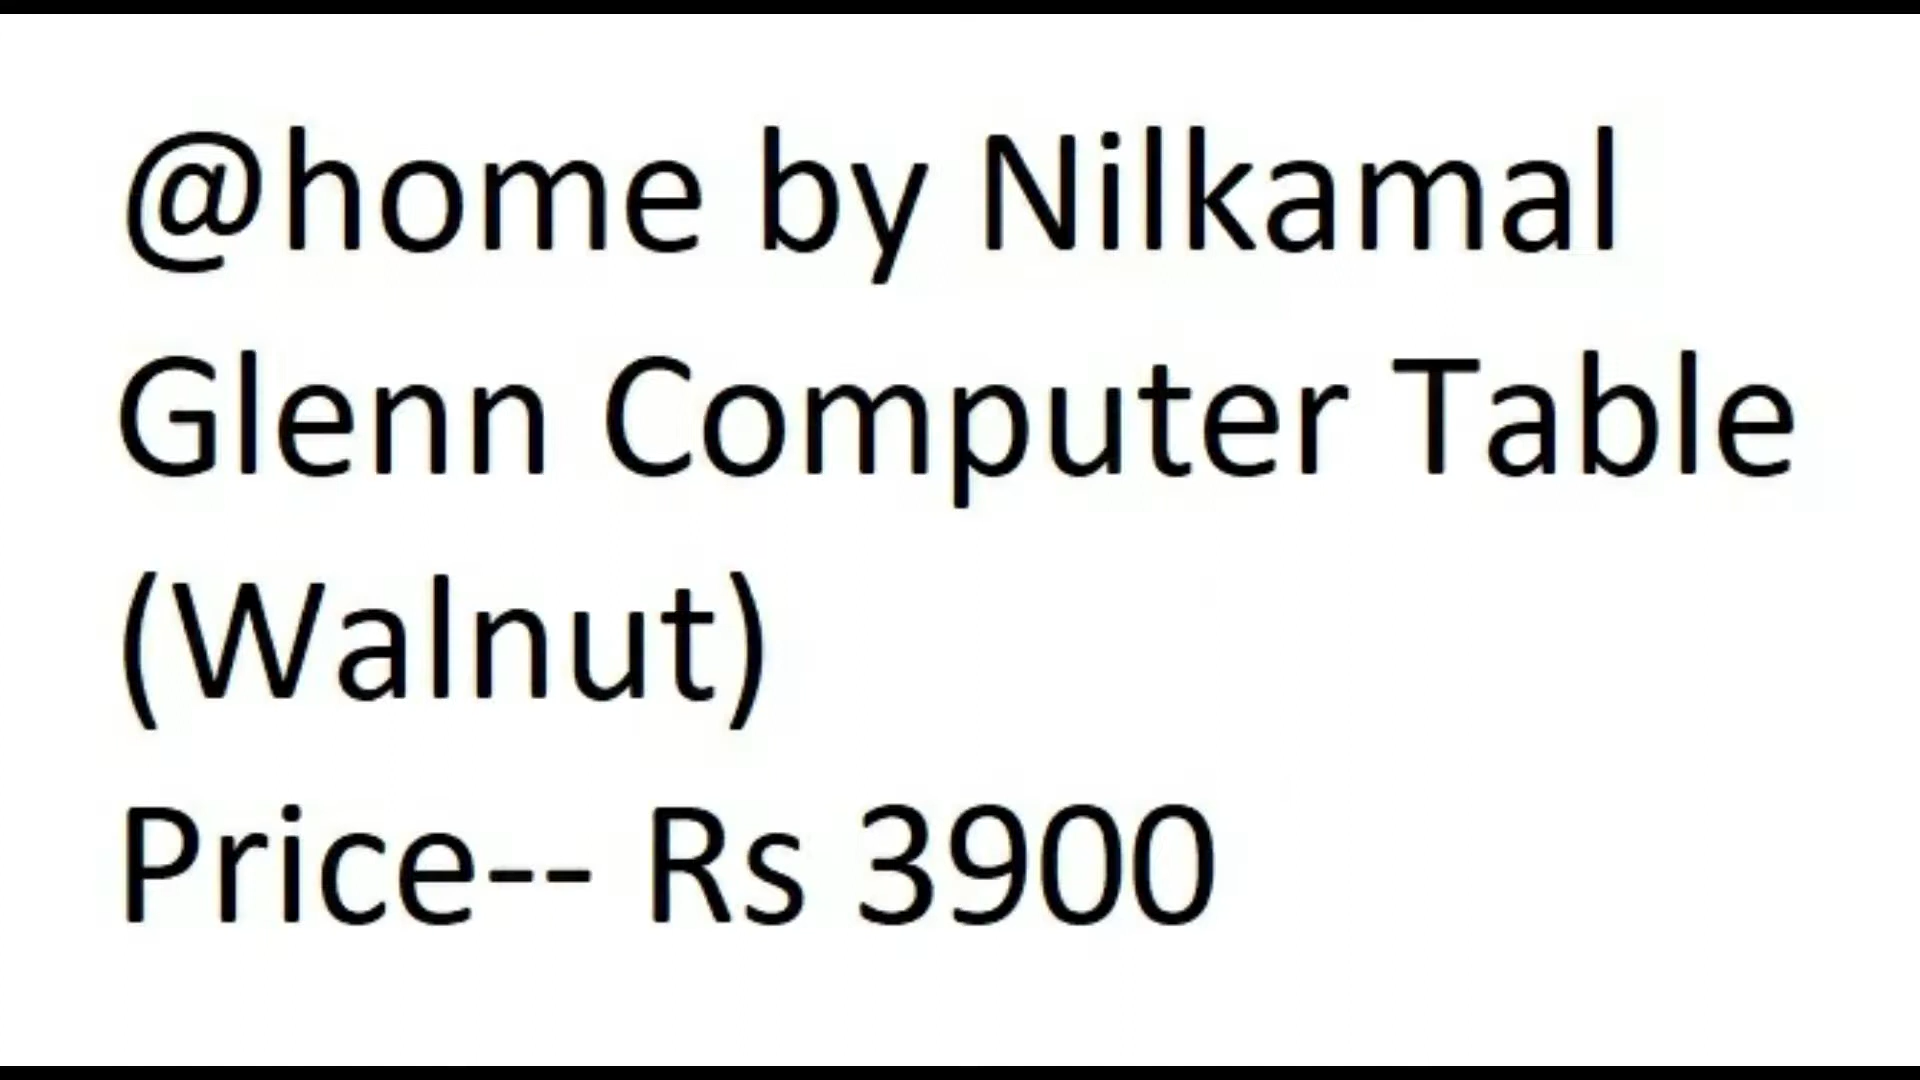 @home by Nilkamal
Glenn Computer Table
(Walnut)
Price-- Rs 3900